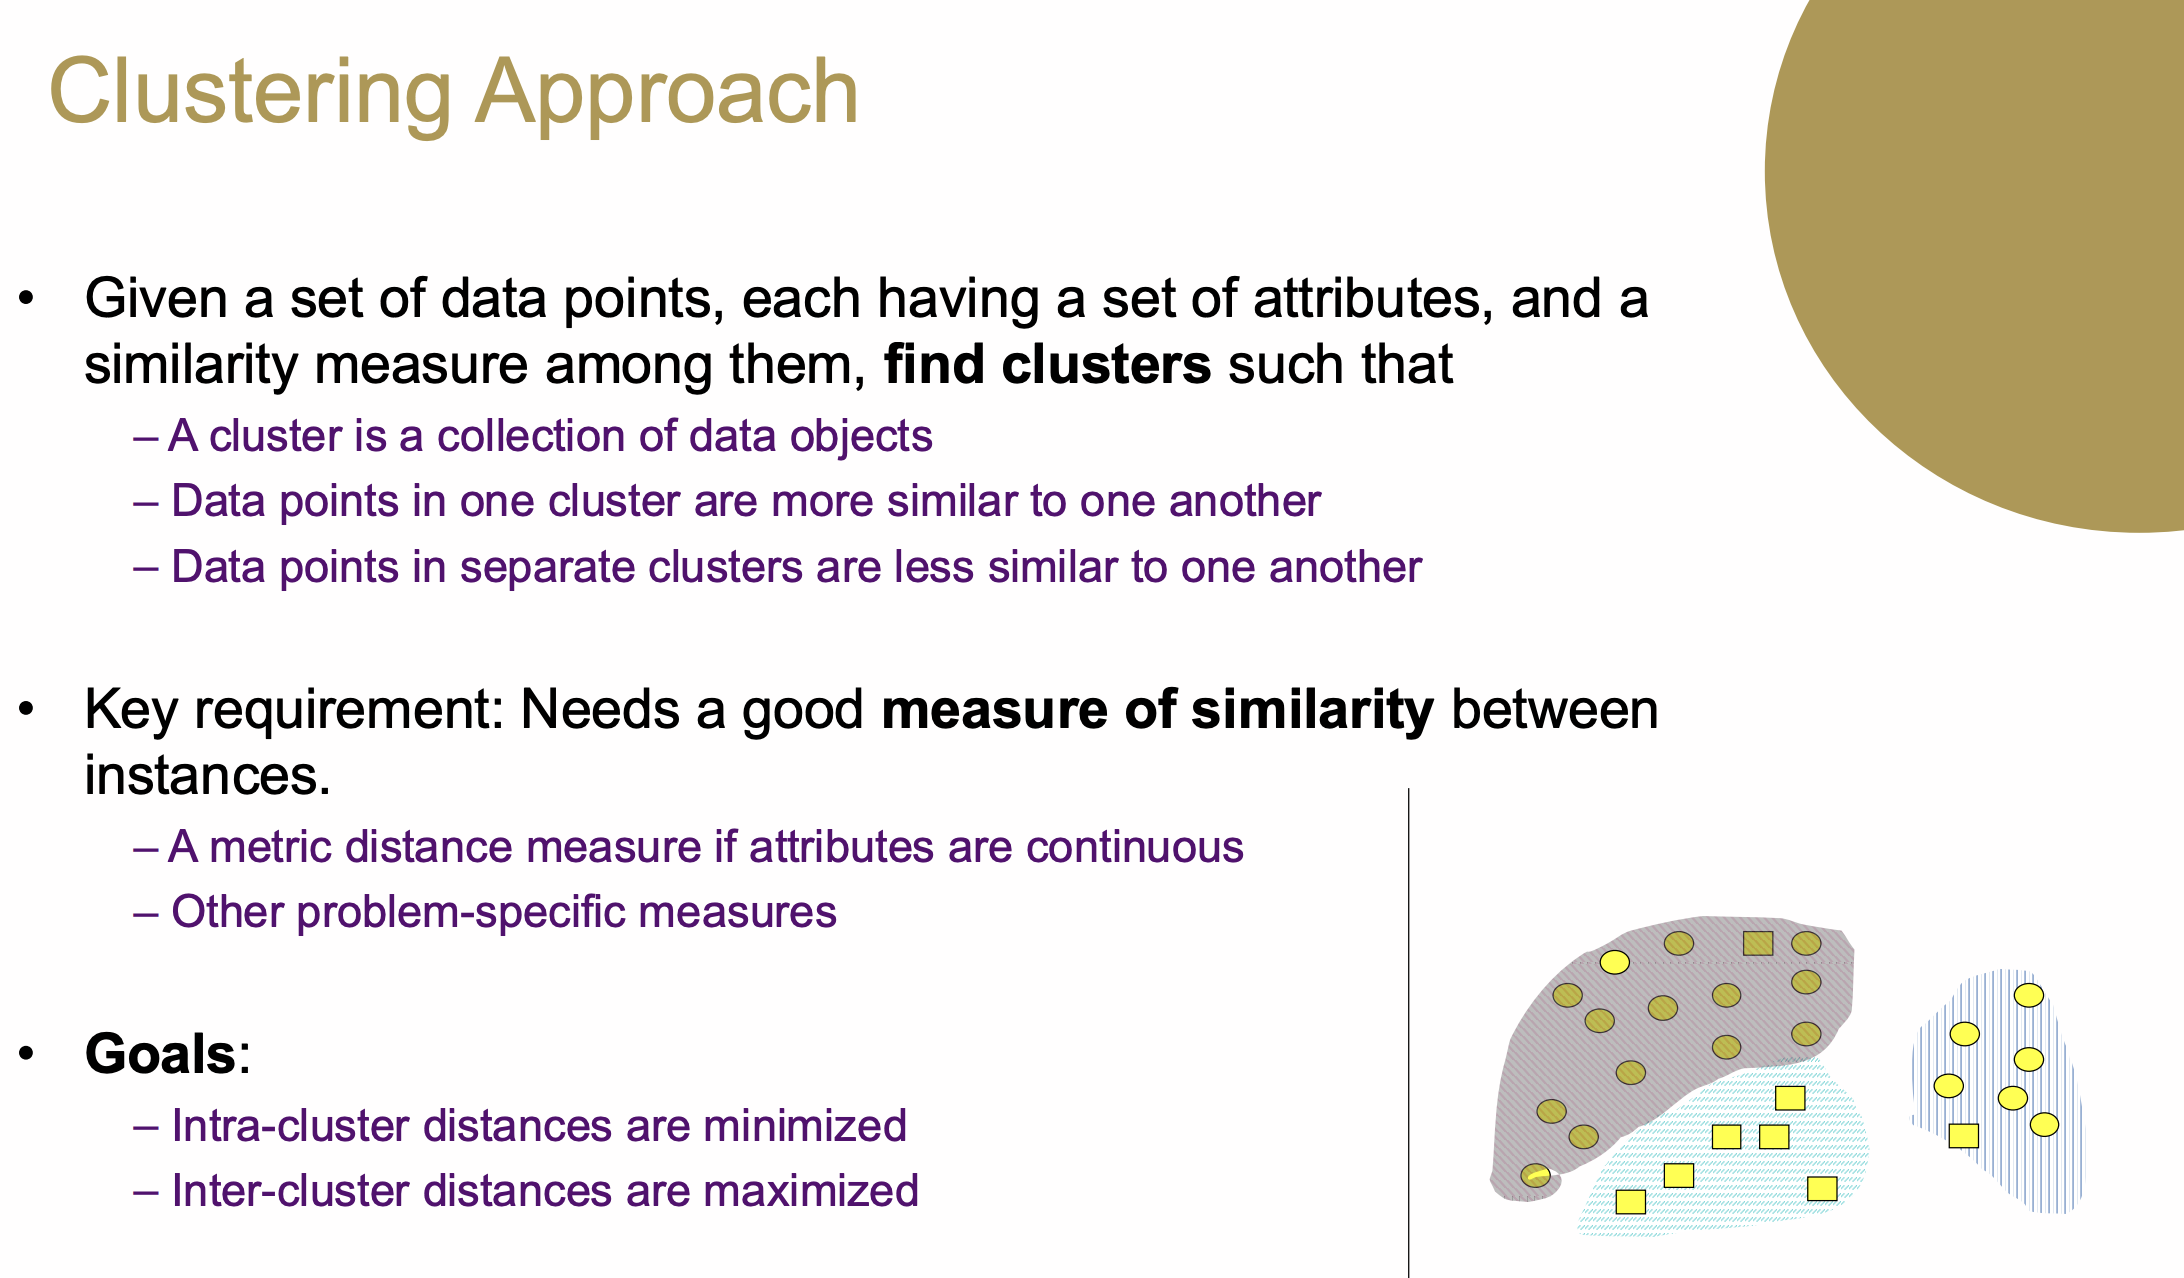 Clustering Approach
• Given a set of data points, each having a set of attributes, and a
similarity measure among them, find clusters such that
– A cluster is a collection of data objects
– Data points in one cluster are more similar to one another
– Data points in separate clusters are less similar to one another
• Key requirement: Needs a good measure of similarity between
instances.
– A metric distance measure if attributes are continuous
– Other problem-specific measures
• Goals:
– Intra-cluster distances are minimized
– Inter-cluster distances are maximized